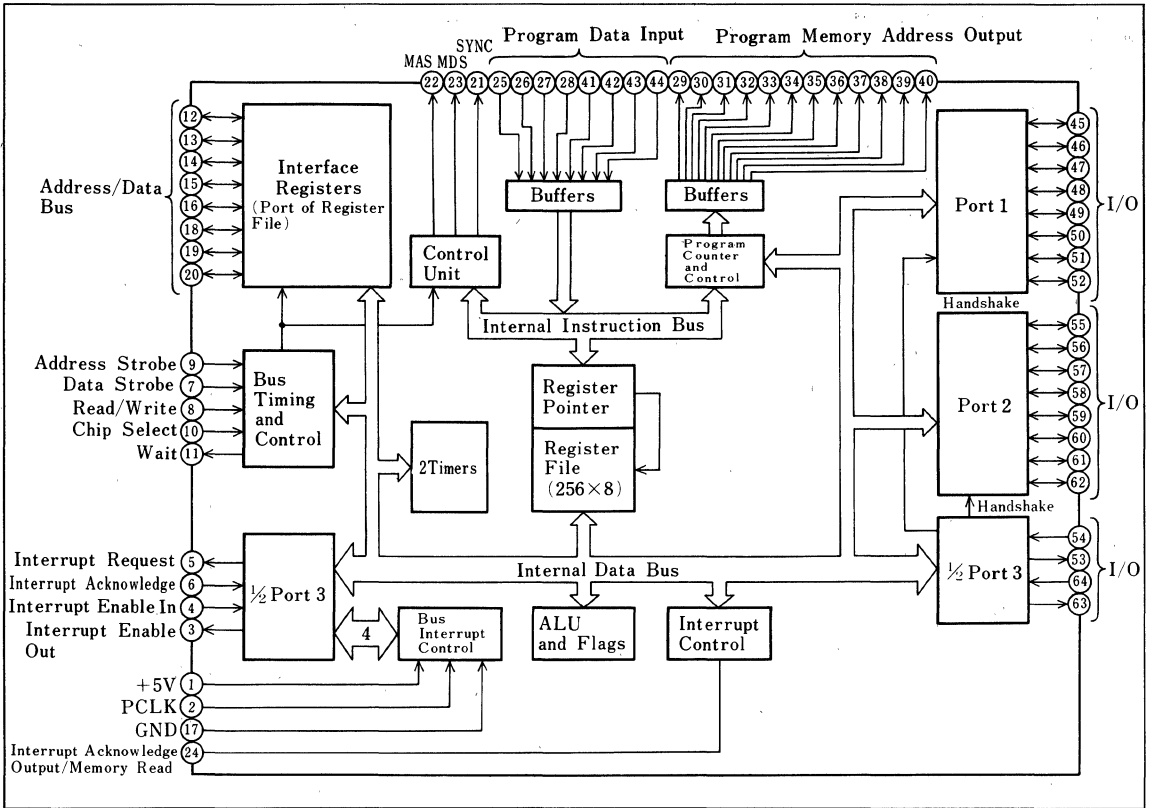 Program Data Input
Program Memory Address Output
SYNC
MAS MDS
22 23 21 25 26 27 28 41 42 43 44 29 30 31 32 33 34 35 36 37 38 39 40
Address/Data
Bus
12
13
14
15
16
18
19
20
Interface
Registers
(Port of Register
File)
Buffers
Buffers
Control
Unit
Program
Counter
and
Control
Port 1
45
46
47
48
49
50
51
52
I/O
Handshake
Internal Instruction Bus
Address Strobe 9
Data Strobe 7
Read/Write 8
Chip Select 10
Wait 11
Bus
Timing
and
Control
2Timers
Register
Pointer
Register
File
(256×8)
Port 2
55
56
57
58
59
60
61
62
I/O
Handshake
Interrupt Request 5
Interrupt Acknowledge 6
Interrupt Enable In 4
Interrupt Enable 3
Out
½ Port 3
Internal Data Bus
4
Bus
Interrupt
Control
ALU
and Flags
Interrupt
Control
½ Port 3
54
53
64
63
I/O
+5V 1
PCLK 2
GND 17
Interrupt Acknowledge 24
Output/Memory Read